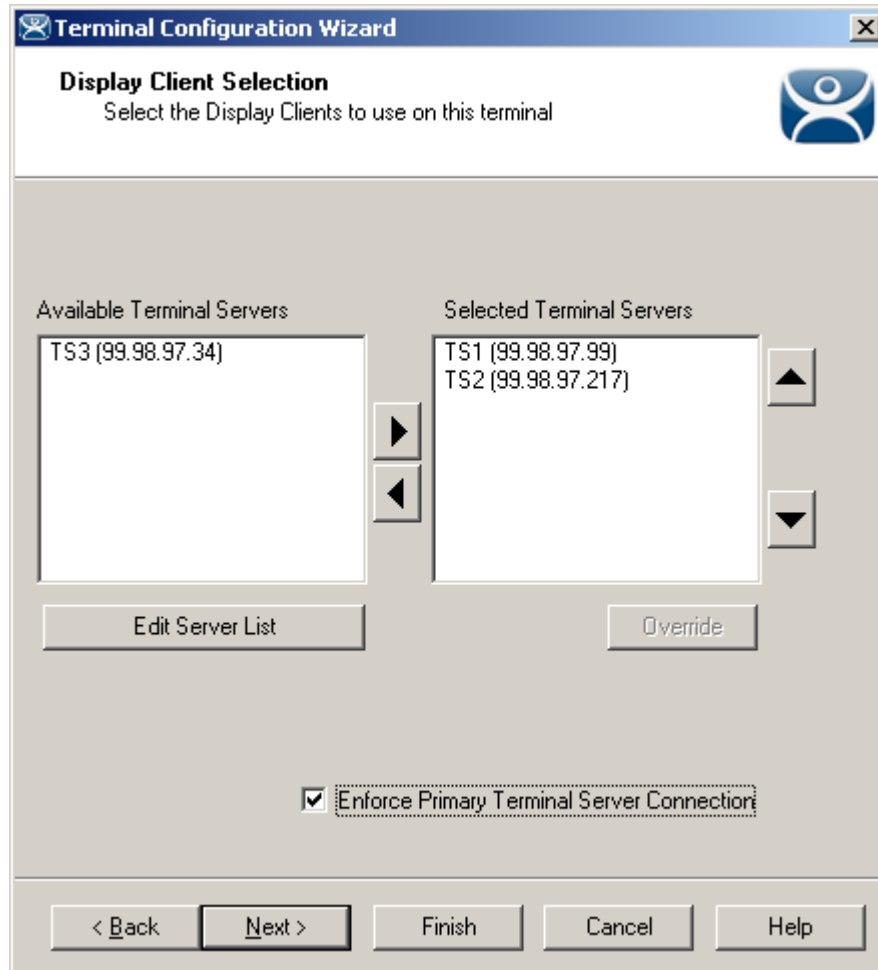 Terminal Configuration Wizard
Display Client Selection
Select the Display Clients to use on this terminal
Available Terminal Servers
Selected Terminal Servers
TS3 (99.98.97.34)
TS1 (99.98.97.99)
TS2 (99.98.97.217)
Edit Server List
Override
Enforce Primary Terminal Server Connection
< Back
Next >
Finish
Cancel
Help